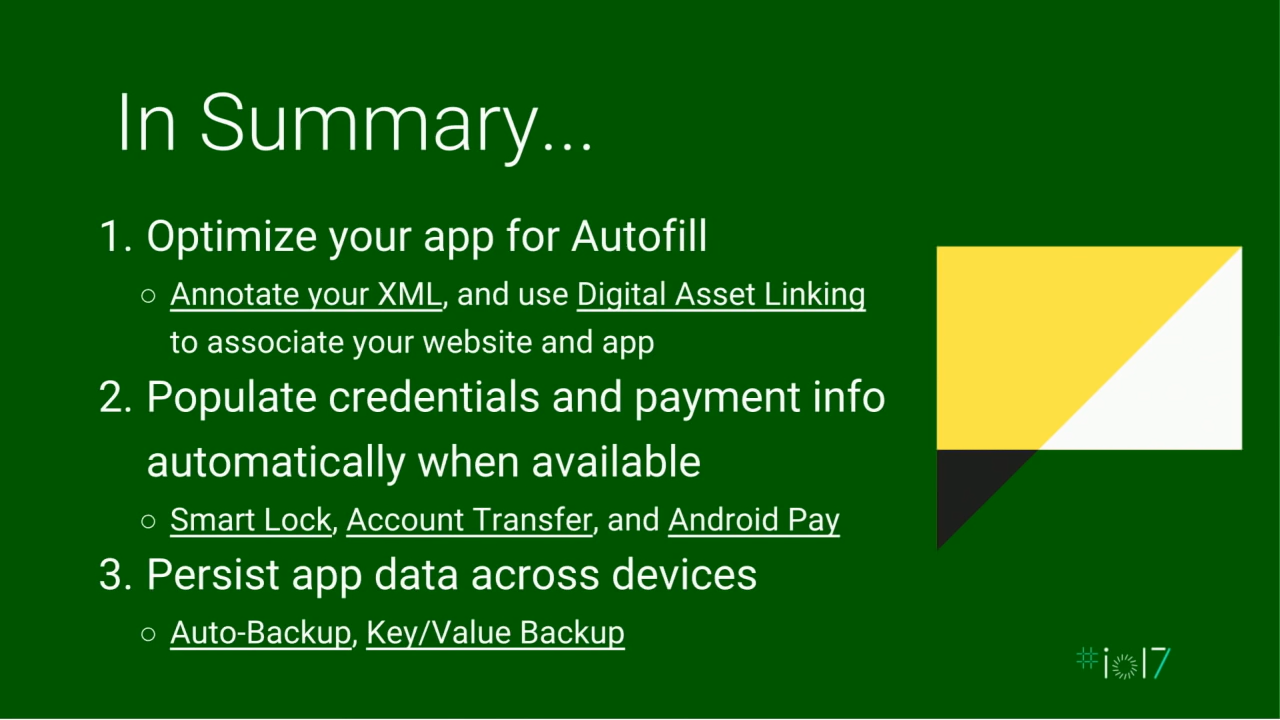 In Summary...
1. Optimize your app for Autofill
○ Annotate your XML, and use Digital Asset Linking
to associate your website and app
2. Populate credentials and payment info
automatically when available
○ Smart Lock, Account Transfer, and Android Pay
3. Persist app data across devices
○ Auto-Backup, Key/Value Backup
#io17